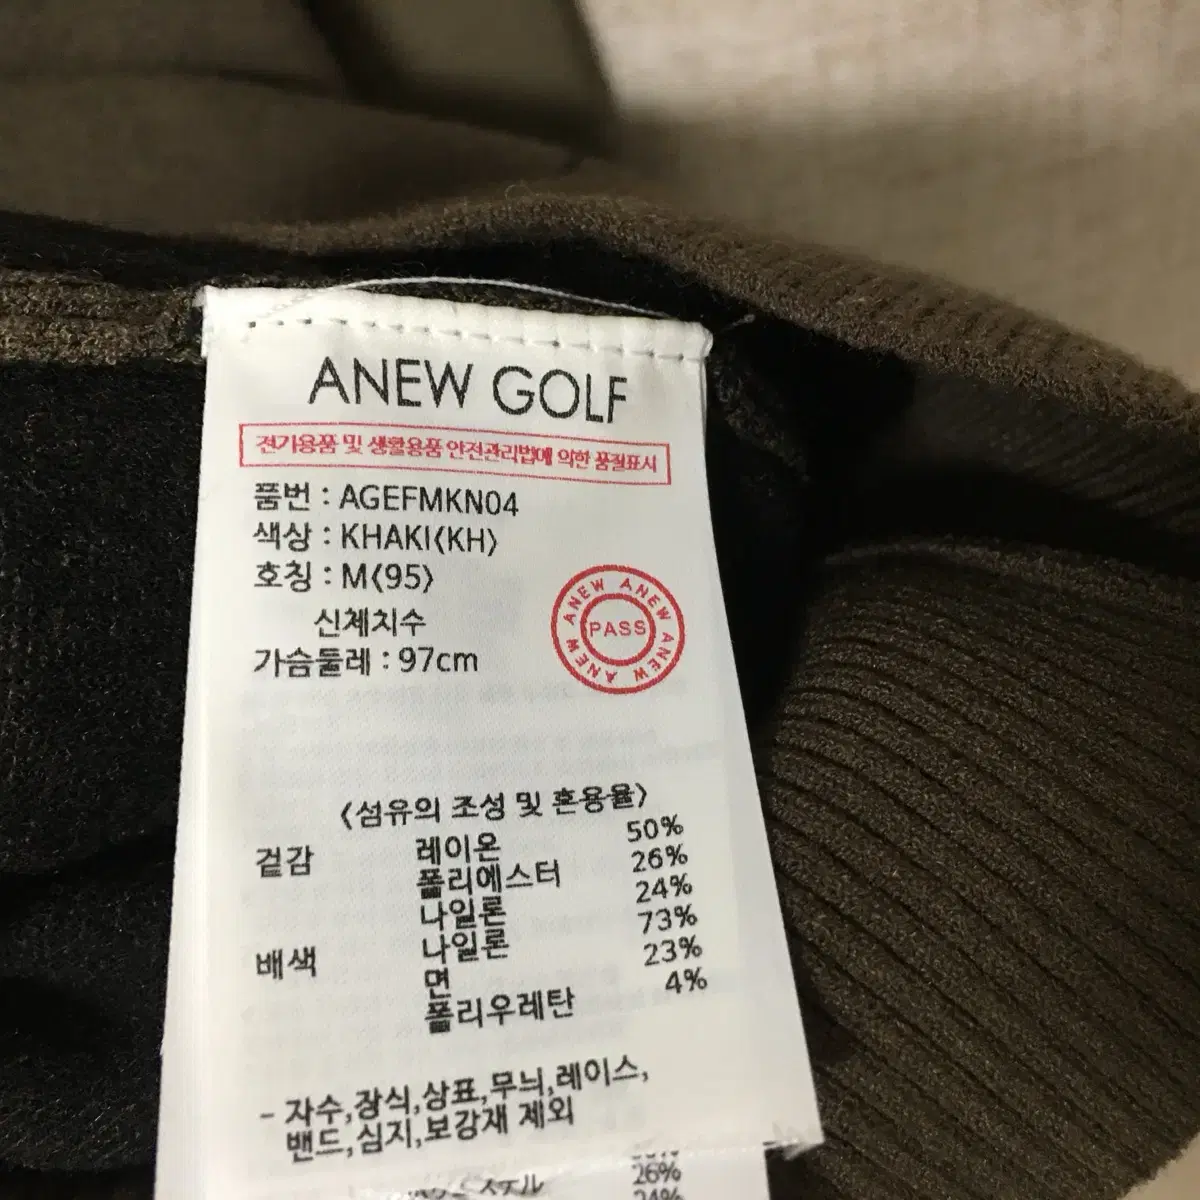 ANEW GOLF
전기용품 및 생활용품 안전관리법에 의한 품질표시
품번 : AGEFMKN04
색상 : KHAKI(KH)
호칭 : M(95)
신체치수
가슴둘레 : 97cm
ANEW ANEW ANEW ANEW
PASS
<섬유의 조성 및 혼용율>
겉감 레이온 50%
폴리에스터 26%
나일론 24%
배색 나일론 73%
면 23%
폴리우레탄 4%
- 자수,장식,상표,무늬,레이스,
밴드,심지,보강재 제외
26%
24%